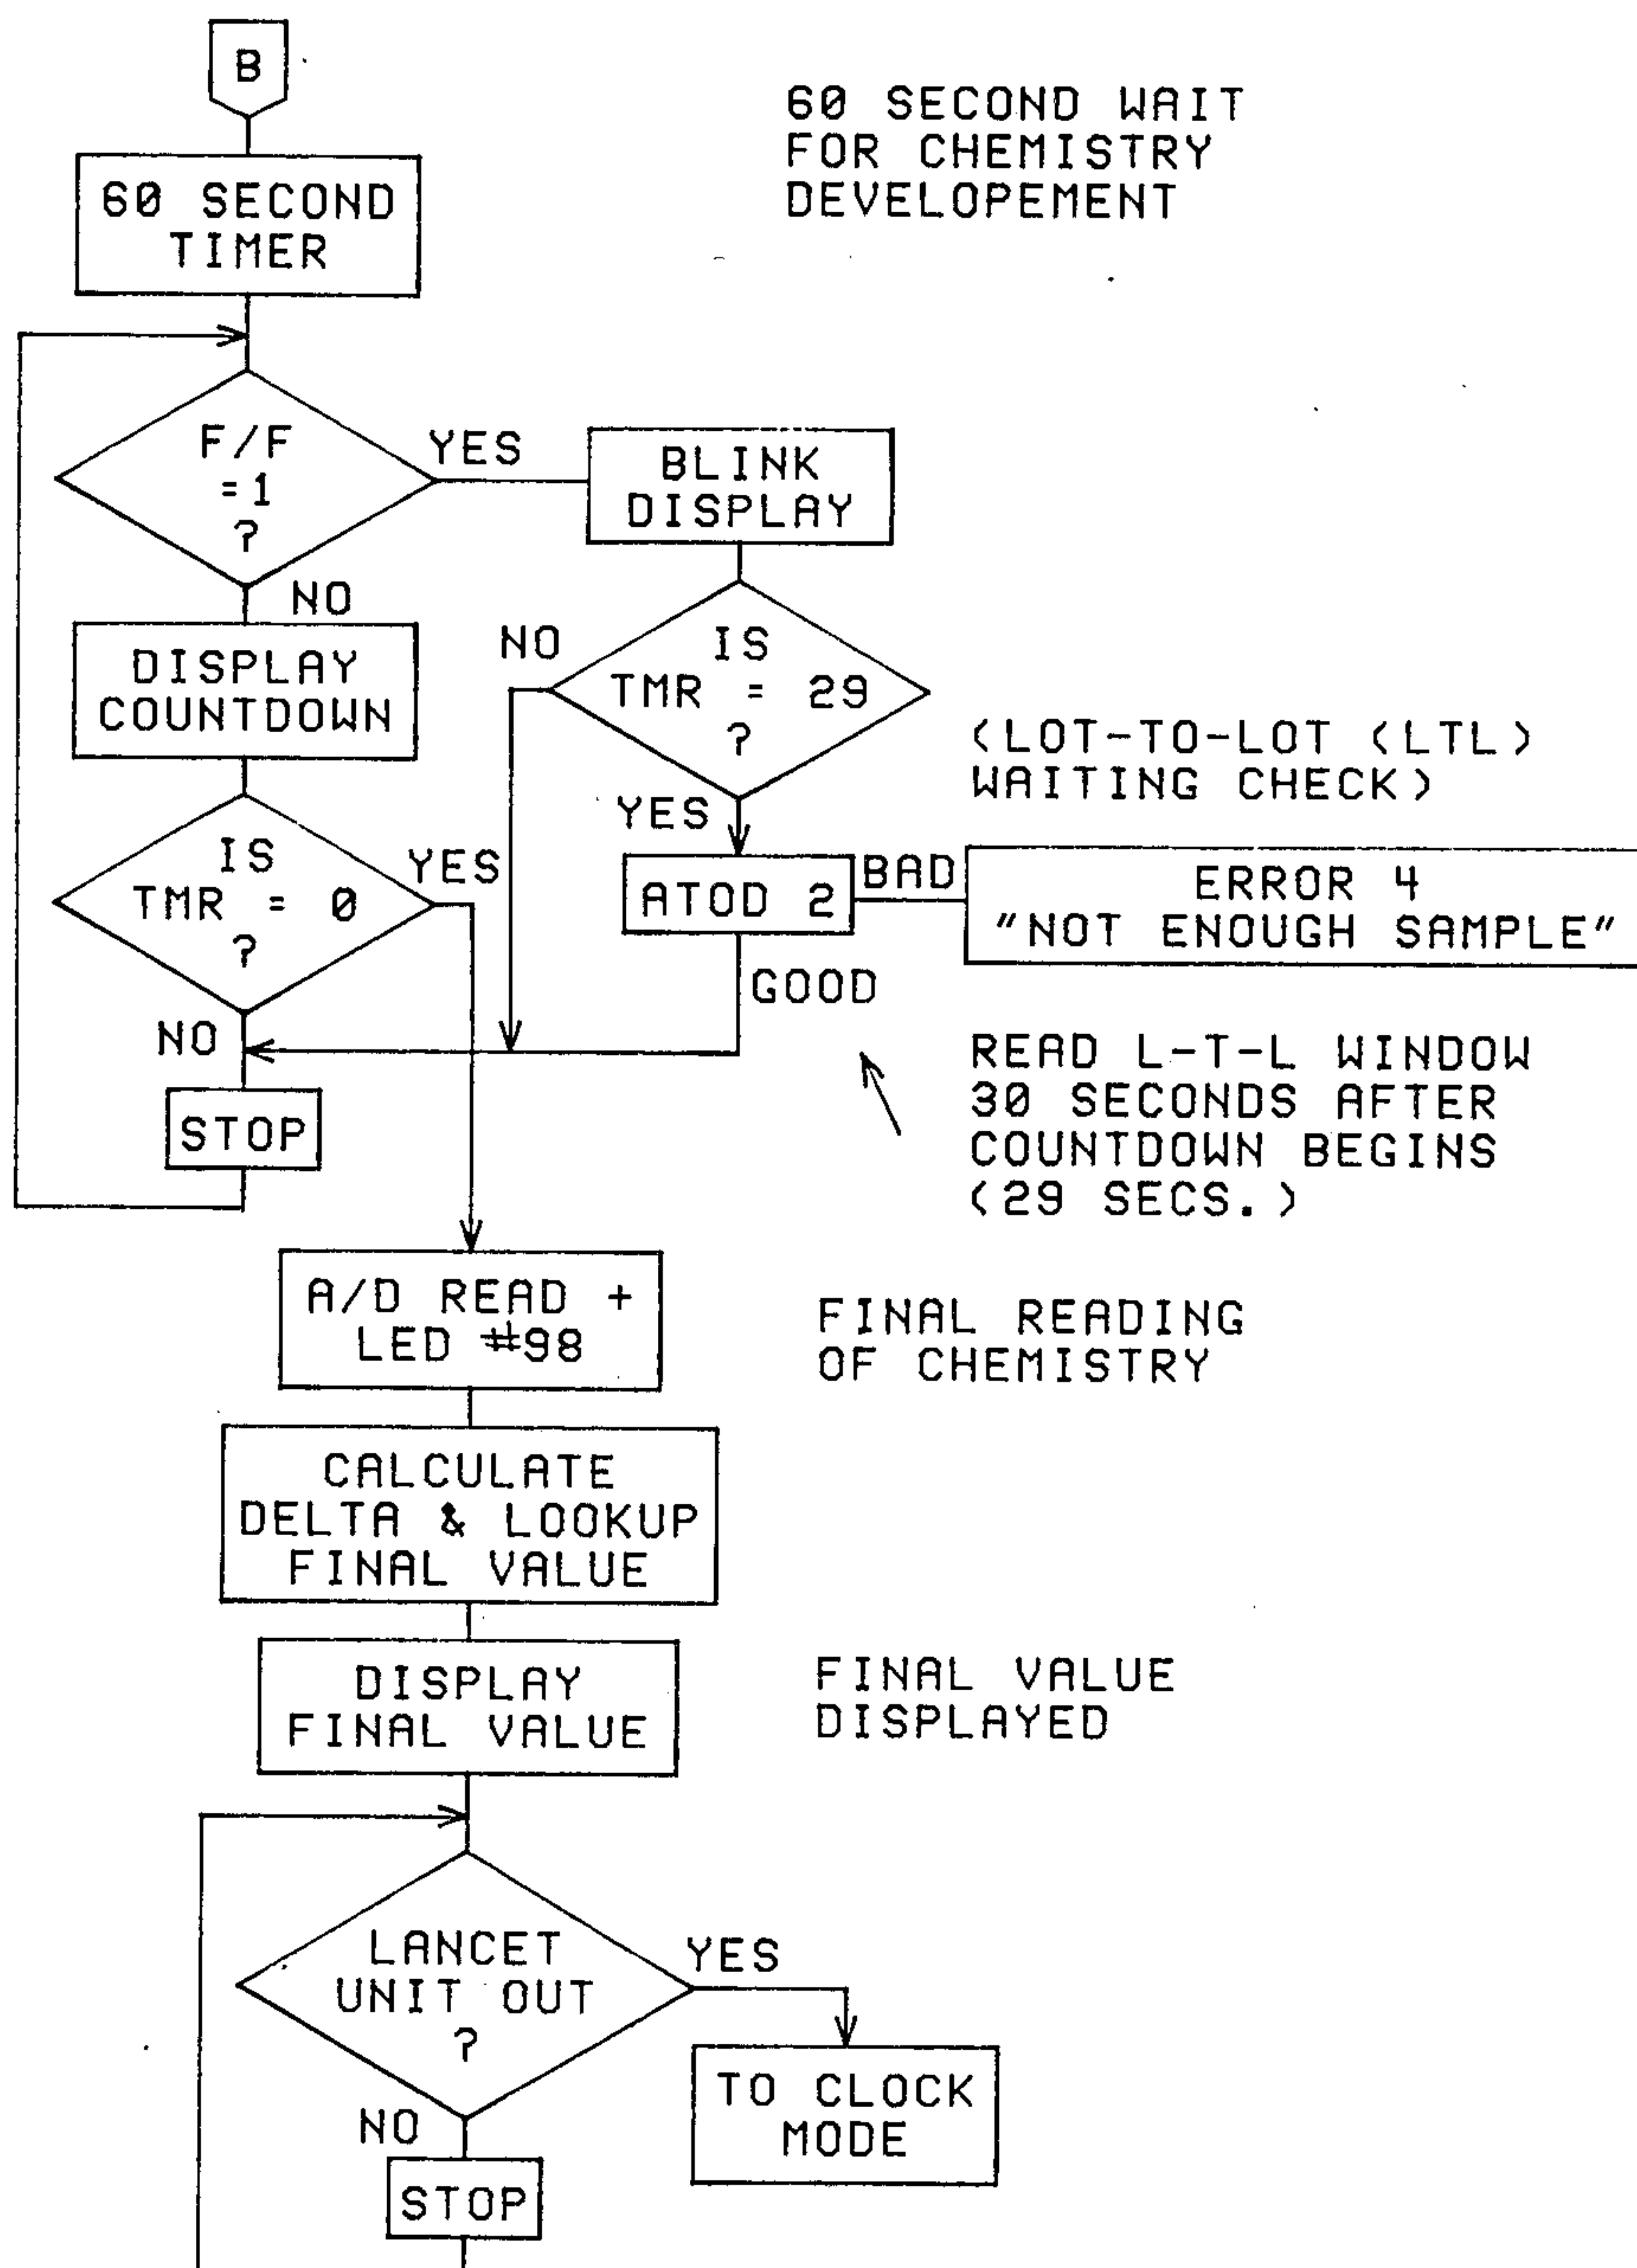 B
60 SECOND WAIT
FOR CHEMISTRY
DEVELOPEMENT
60 SECOND
TIMER
F/F
=1
?
YES
BLINK
DISPLAY
NO
DISPLAY
COUNTDOWN
NO
IS
TMR = 29
?
(LOT-TO-LOT (LTL)
WAITING CHECK)
YES
IS
TMR = 0
?
YES
ATOD 2
BAD
ERROR 4
"NOT ENOUGH SAMPLE"
GOOD
NO
STOP
READ L-T-L WINDOW
30 SECONDS AFTER
COUNTDOWN BEGINS
(29 SECS.)
A/D READ +
LED #98
FINAL READING
OF CHEMISTRY
CALCULATE
DELTA & LOOKUP
FINAL VALUE
DISPLAY
FINAL VALUE
FINAL VALUE
DISPLAYED
LANCET
UNIT OUT
?
YES
TO CLOCK
MODE
NO
STOP